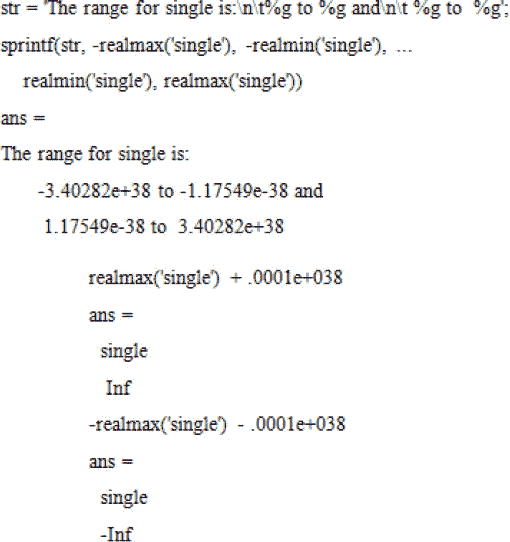 str = 'The range for single is:\n\t%g to %g and\n\t %g to  %g';
sprintf(str, -realmax('single'), -realmin('single'), ...
realmin('single'), realmax('single'))
ans =
The range for single is:
-3.40282e+38 to -1.17549e-38 and
1.17549e-38 to  3.40282e+38
realmax('single') + .0001e+038
ans =
single
Inf
-realmax('single') - .0001e+038
ans =
single
-Inf